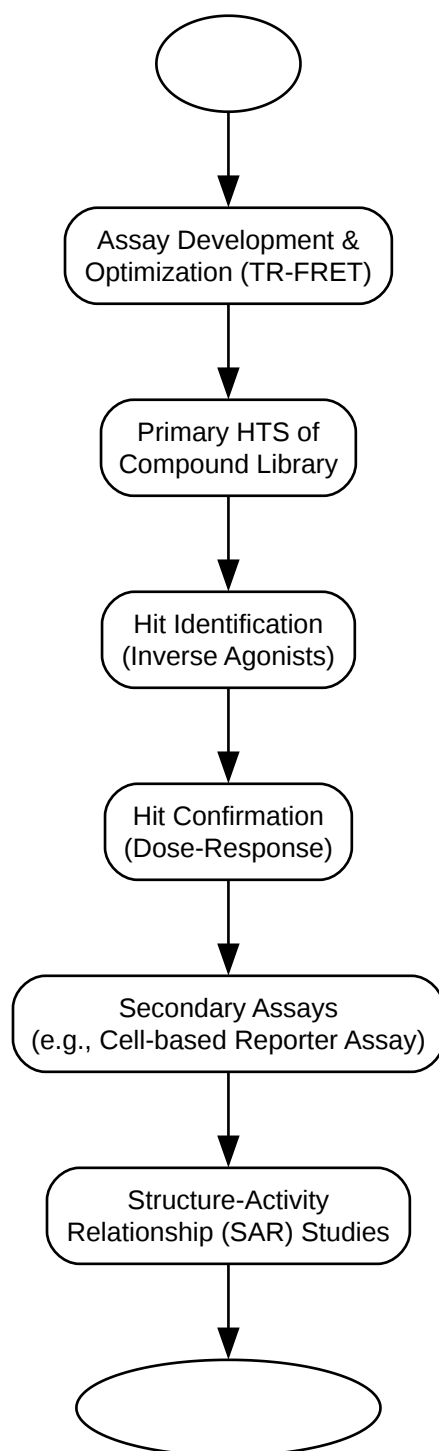 Assay Development &
Optimization (TR-FRET)
Primary HTS of
Compound Library
Hit Identification
(Inverse Agonists)
Hit Confirmation
(Dose-Response)
Secondary Assays
(e.g., Cell-based Reporter Assay)
Structure-Activity
Relationship (SAR) Studies